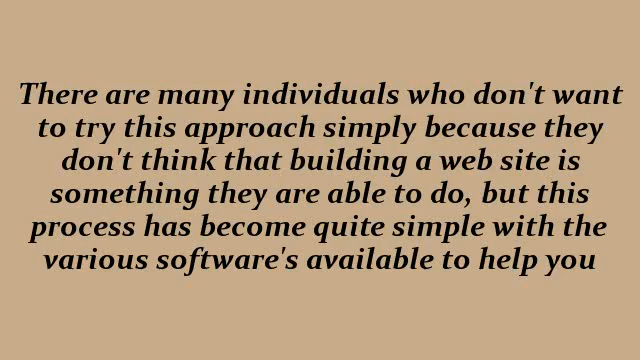 There are many individuals who don't want
to try this approach simply because they
don't think that building a web site is
something they are able to do, but this
process has become quite simple with the
various software's available to help you